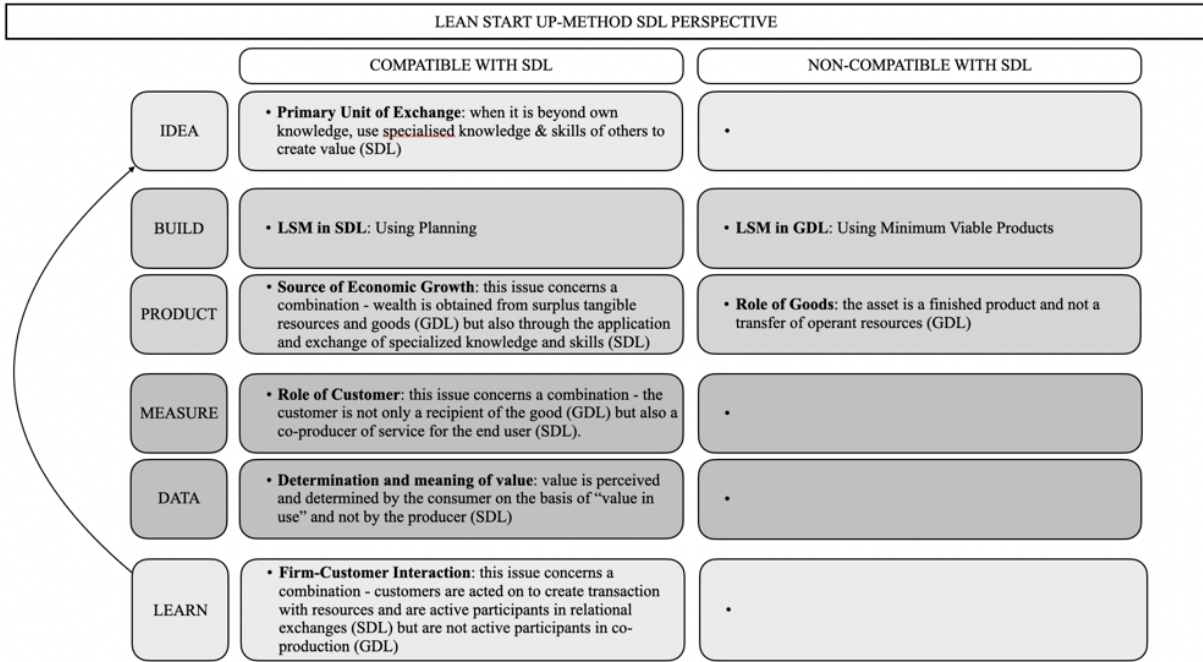 LEAN START UP-METHOD SDL PERSPECTIVE
COMPATIBLE WITH SDL
NON-COMPATIBLE WITH SDL
IDEA
• Primary Unit of Exchange: when it is beyond own
knowledge, use specialised knowledge & skills of others to
create value (SDL)
•
BUILD
• LSM in SDL: Using Planning
• LSM in GDL: Using Minimum Viable Products
PRODUCT
• Source of Economic Growth: this issue concerns a
combination - wealth is obtained from surplus tangible
resources and goods (GDL) but also through the application
and exchange of specialized knowledge and skills (SDL)
• Role of Goods: the asset is a finished product and not a
transfer of operant resources (GDL)
MEASURE
• Role of Customer: this issue concerns a combination - the
customer is not only a recipient of the good (GDL) but also a
co-producer of service for the end user (SDL).
•
DATA
• Determination and meaning of value: value is perceived
and determined by the consumer on the basis of “value in
use” and not by the producer (SDL)
•
LEARN
• Firm-Customer Interaction: this issue concerns a
combination - customers are acted on to create transaction
with resources and are active participants in relational
exchanges (SDL) but are not active participants in co-
production (GDL)
•